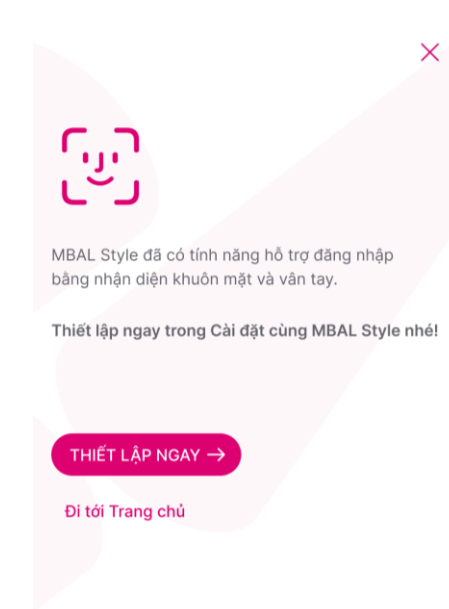 MBAL Style đã có tính năng hỗ trợ đăng nhập
bằng nhận diện khuôn mặt và vân tay.
Thiết lập ngay trong Cài đặt cùng MBAL Style nhé!
THIẾT LẬP NGAY →
Đi tới Trang chủ